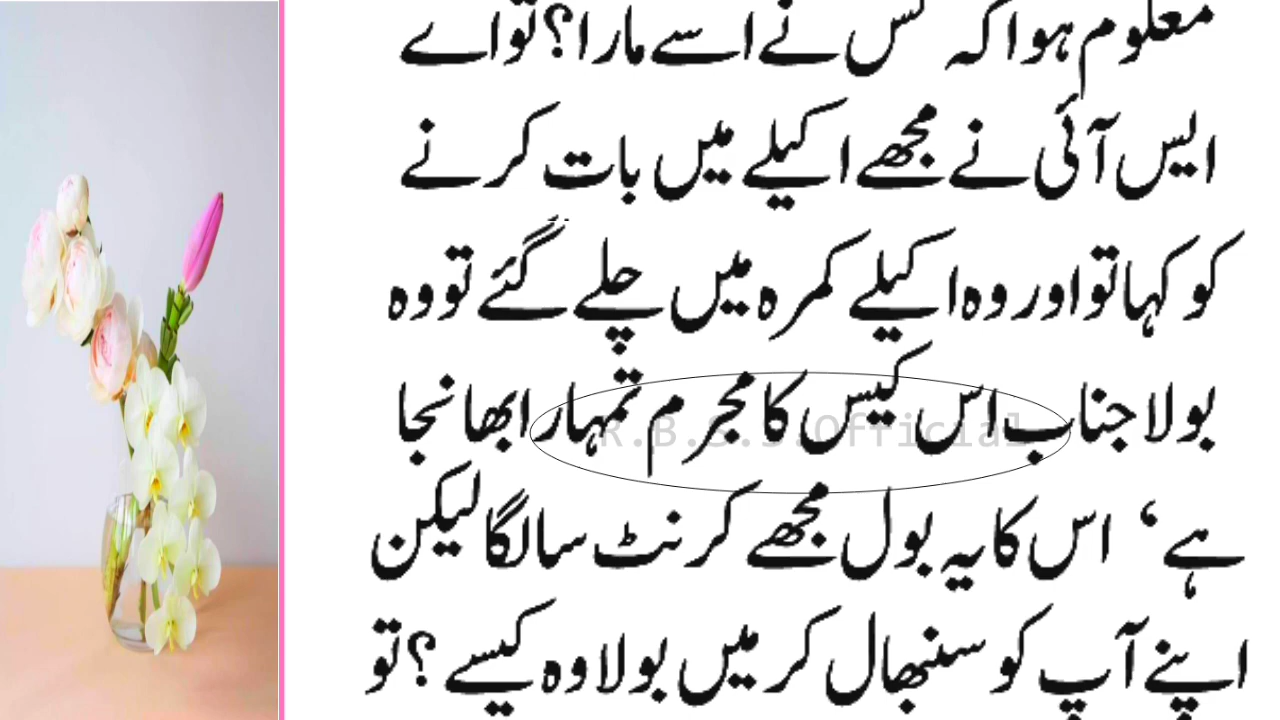 معلوم ہوا کہ کس نے اسے مارا؟ تو اے
ایس آئی نے مجھے اکیلے میں بات کرنے
کو کہا تو اور وہ اکیلے کمرہ میں چلے گئے تو وہ
بولا جناب اس کیس کا مجرم تمہارا بھانجا
ہے‘ اس کا یہ بول مجھے کرنٹ سا لگا لیکن
اپنے آپ کو سنبھال کر میں بولا وہ کیسے؟ تو
R.B.S.S.Official